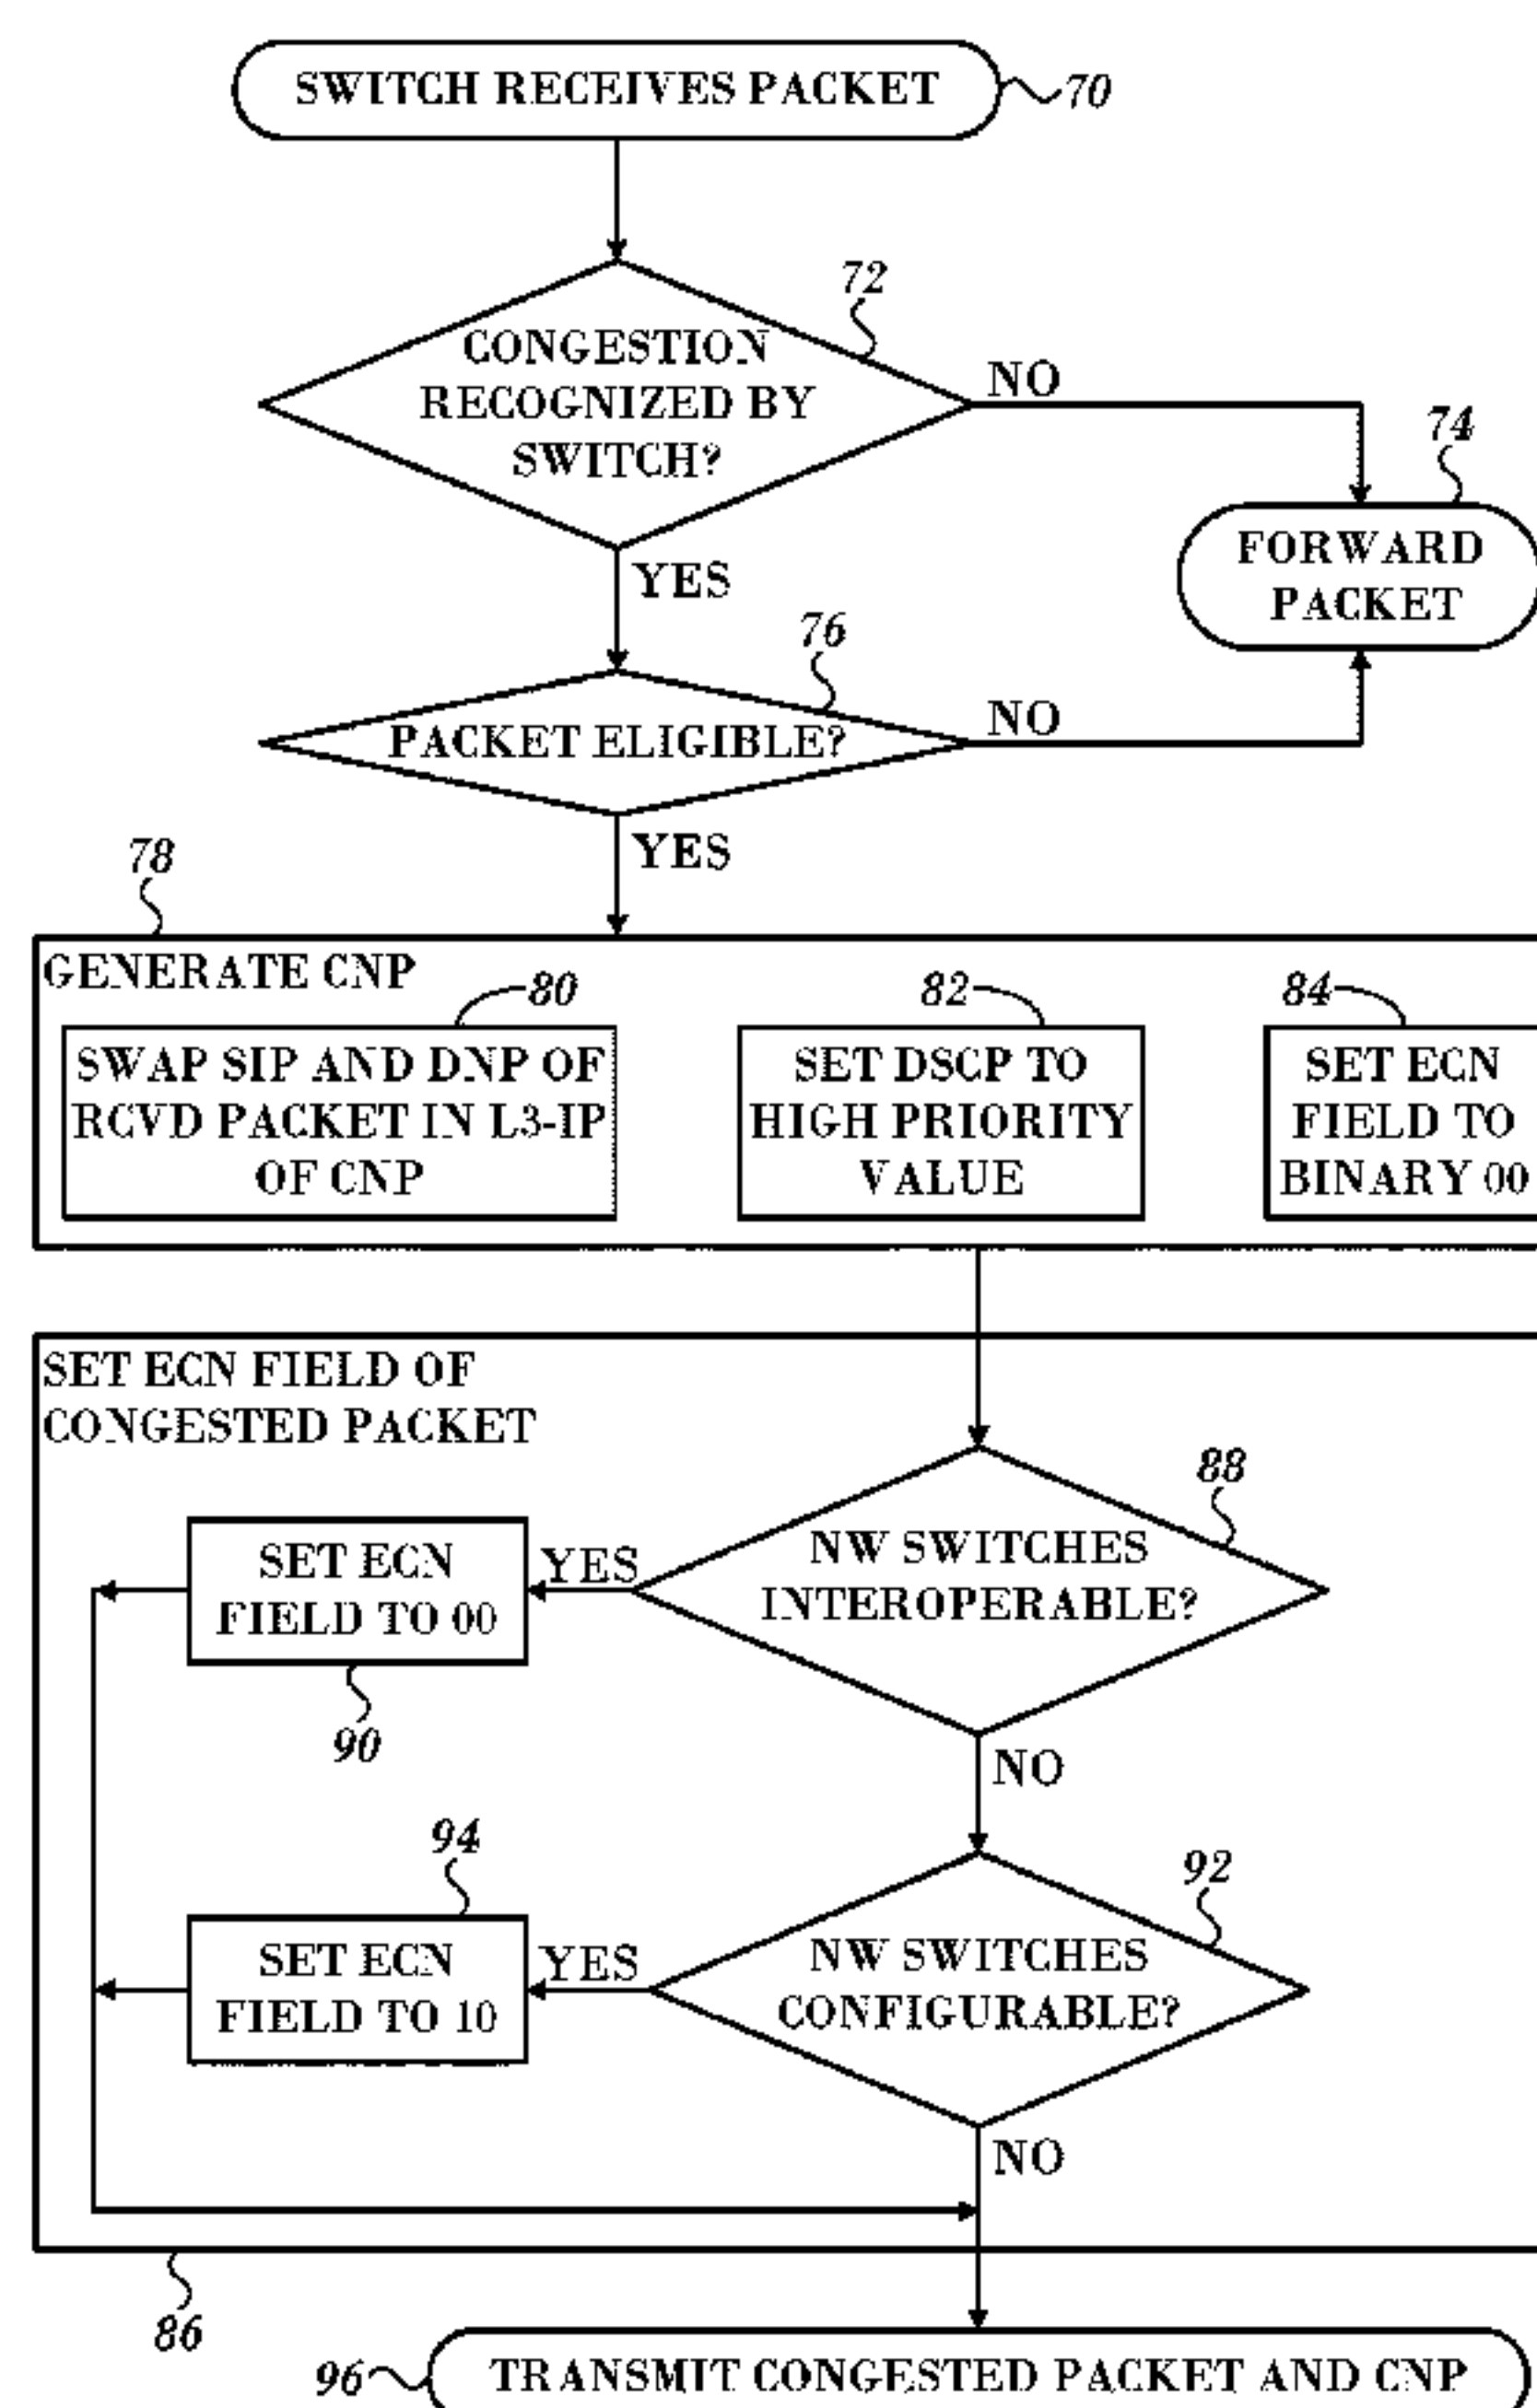 SWITCH RECEIVES PACKET
70
72
CONGESTION
RECOGNIZED BY
SWITCH?
NO
74
FORWARD
PACKET
YES
76
PACKET ELIGIBLE?
NO
YES
78
GENERATE CNP
80
SWAP SIP AND DNP OF
RCVD PACKET IN L3-IP
OF CNP
82
SET DSCP TO
HIGH PRIORITY
VALUE
84
SET ECN
FIELD TO
BINARY 00
SET ECN FIELD OF
CONGESTED PACKET
88
NW SWITCHES
INTEROPERABLE?
YES
SET ECN
FIELD TO 00
90
NO
92
NW SWITCHES
CONFIGURABLE?
YES
94
SET ECN
FIELD TO 10
NO
86
96
TRANSMIT CONGESTED PACKET AND CNP